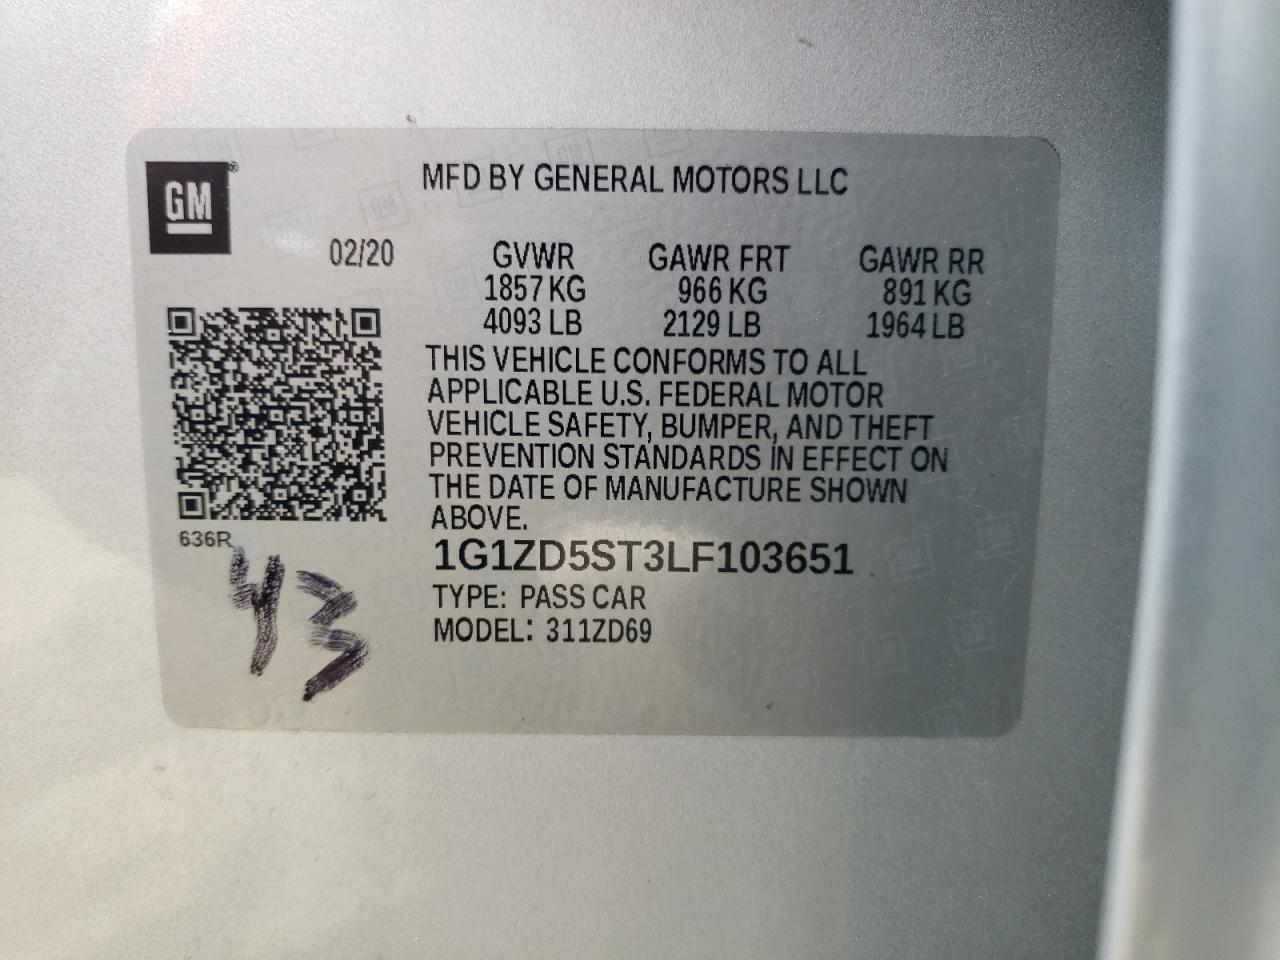 GM
MFD BY GENERAL MOTORS LLC
02/20
GVWR GAWR FRT GAWR RR
1857 KG 966 KG 891 KG
4093 LB 2129 LB 1964 LB
THIS VEHICLE CONFORMS TO ALL
APPLICABLE U.S. FEDERAL MOTOR
VEHICLE SAFETY, BUMPER, AND THEFT
PREVENTION STANDARDS IN EFFECT ON
THE DATE OF MANUFACTURE SHOWN
ABOVE.
636R
1G1ZD5ST3LF103651
TYPE: PASS CAR
MODEL: 311ZD69
43